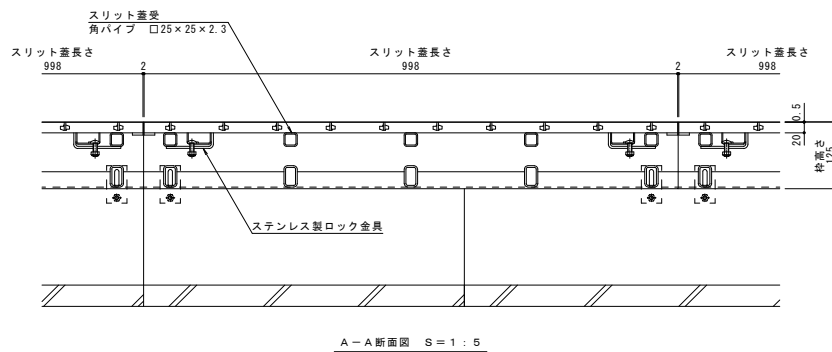 スリット蓋受
角パイプ □25×25×2.3
スリット蓋長さ
998
2
スリット蓋長さ
998
2
スリット蓋長さ
998
0.5
20
枠高さ
125
ステンレス製ロック金具
A－A断面図 S＝1：5